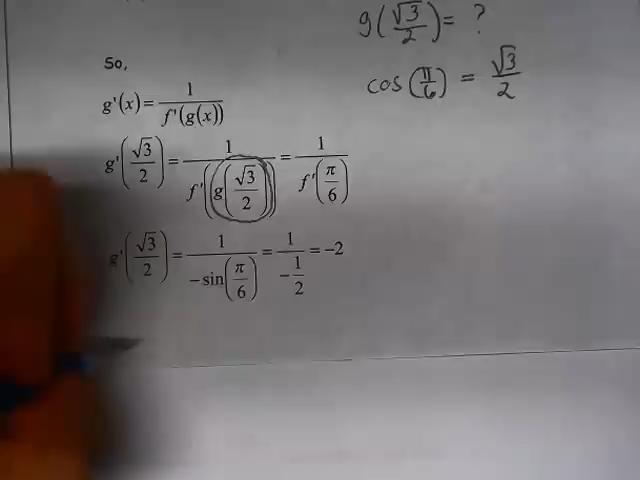 g(√3/2) = ?
cos(π/6) = √3/2
So,
g'(x) = 1/f'(g(x))
g'(√3/2) = 1/f'(g(√3/2)) = 1/f'(π/6)
g'(√3/2) = 1/-sin(π/6) = 1/-1/2 = -2